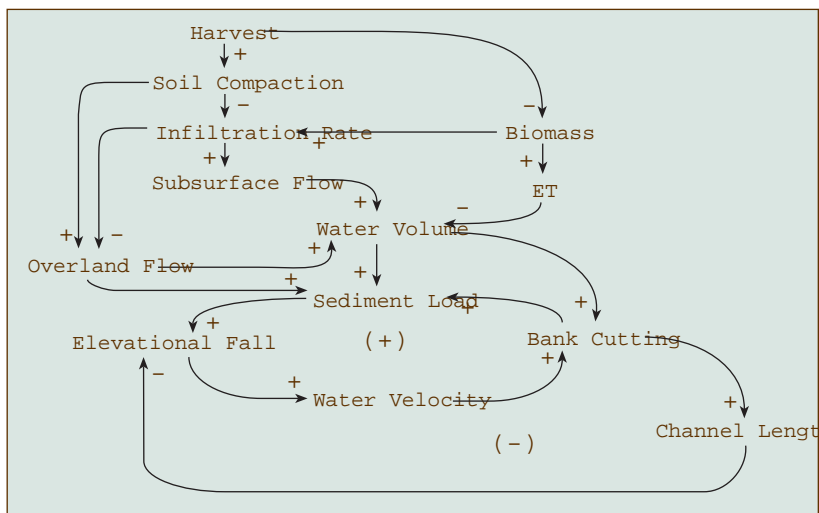 Harvest
+
Soil Compaction
−
−
Infiltration Rate
+
Biomass
+
+
Subsurface Flow
ET
+
−
Water Volume
+
−
+
Overland Flow
+
+
+
Sediment Load
+
+
Elevational Fall
(+)
Bank Cutting
+
−
+
Water Velocity
+
Channel Lengt
(−)